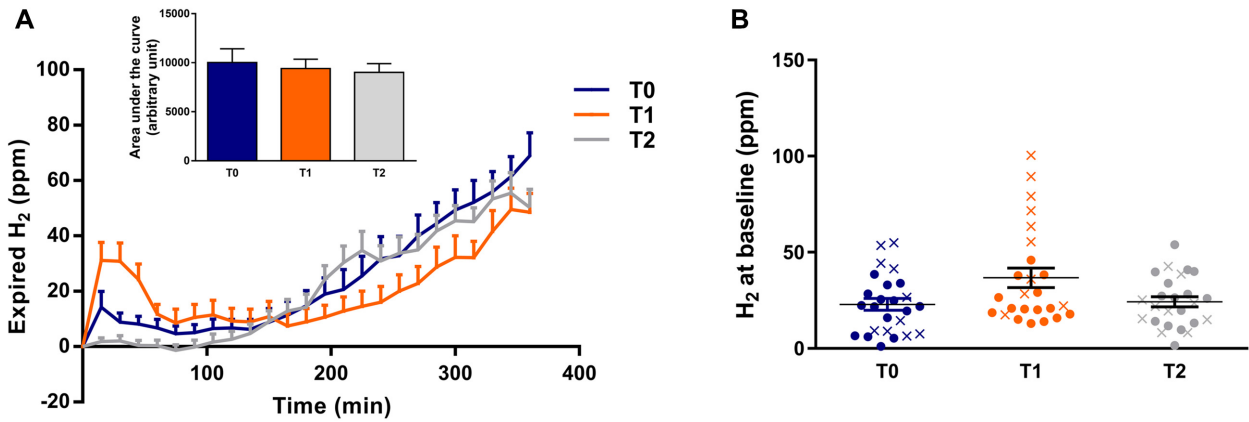 A
Expired H2 (ppm)
100
80
60
40
20
0
-20
100
200
300
400
Time (min)
Area under the curve
(arbitrary unit)
15000
10000
5000
0
T0
T1
T2
T0
T1
T2
B
H2 at baseline (ppm)
150
100
50
0
T0
T1
T2